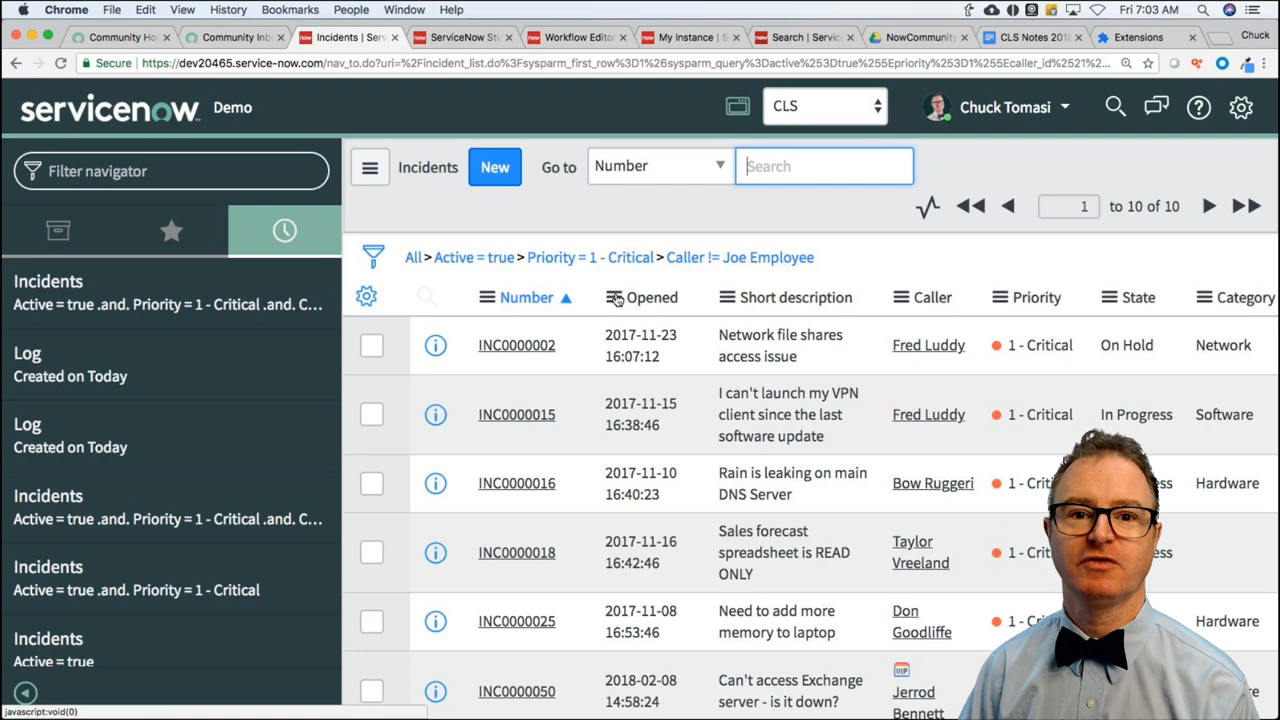 Chrome File Edit View History Bookmarks People Window Help Fri 7:03 AM
Community Ho Community Inb Incidents | Serv ServiceNow Stu Workflow Editor My Instance | S Search | Servic NowCommunity CLS Notes 2018 Extensions Chuck
Secure https://dev20465.service-now.com/nav_to.do?uri=%2Fincident_list.do%3Fsysparm_first_row%3D1%26sysparm_query%3Dactive%253Dtrue%255Epriority%253D1%255Ecaller_id%2521%...
servicenow Demo CLS Chuck Tomasi
Filter navigator
Incidents New Go to Number Search
1 to 10 of 10
Incidents
Active = true .and. Priority = 1 - Critical .and. C...
Log
Created on Today
Log
Created on Today
Incidents
Active = true .and. Priority = 1 - Critical .and. C...
Incidents
Active = true .and. Priority = 1 - Critical
Incidents
Active = true
All > Active = true > Priority = 1 - Critical > Caller != Joe Employee
Number Opened Short description Caller Priority State Category
INC0000002 2017-11-23 16:07:12 Network file shares access issue Fred Luddy 1 - Critical On Hold Network
INC0000015 2017-11-15 16:38:46 I can't launch my VPN client since the last software update Fred Luddy 1 - Critical In Progress Software
INC0000016 2017-11-10 16:40:23 Rain is leaking on main DNS Server Bow Ruggeri 1 - C Hardware
INC0000018 2017-11-16 16:42:46 Sales forecast spreadsheet is READ ONLY Taylor Vreeland 1 - C
INC0000025 2017-11-08 16:53:46 Need to add more memory to laptop Don Goodliffe 1 - Hardware
INC0000050 2018-02-08 14:58:24 Can't access Exchange server - is it down? VIP Jerrod Bennett
javascript:void(0)